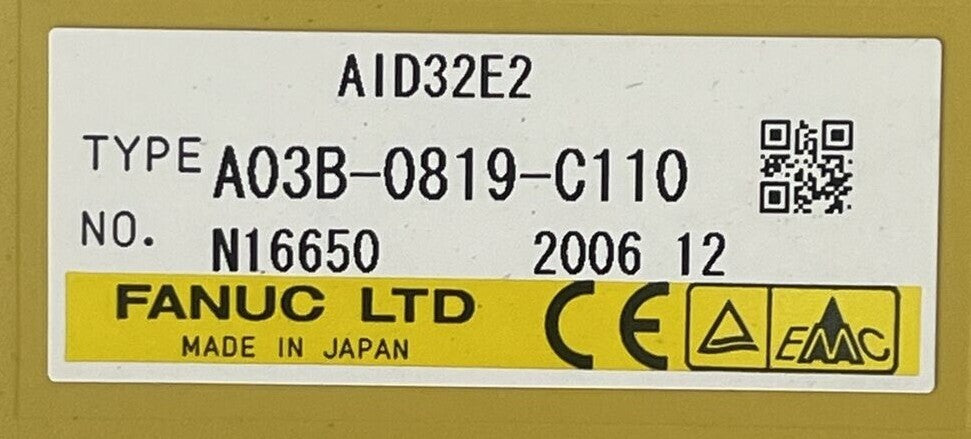 AID32E2
TYPE A03B-0819-C110
NO. N16650 2006 12
FANUC LTD CE EMC
MADE IN JAPAN